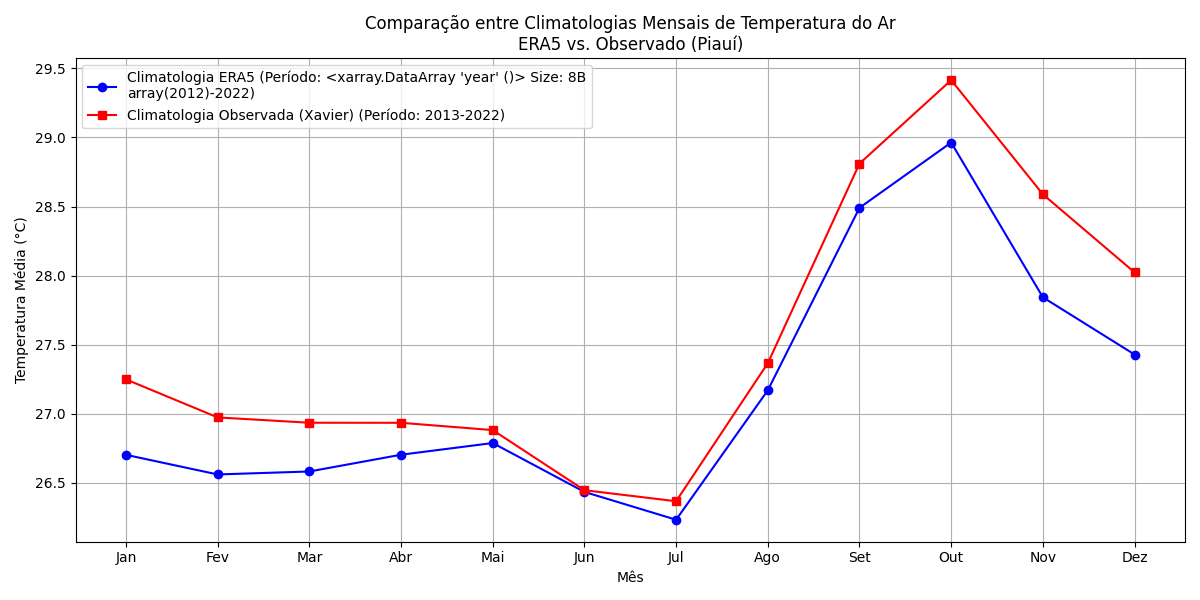 Comparação entre Climatologias Mensais de Temperatura do Ar
ERA5 vs. Observado (Piauí)
Climatologia ERA5 (Período: <xarray.DataArray 'year' ()> Size: 8B
array(2012)-2022)
Climatologia Observada (Xavier) (Período: 2013-2022)
Temperatura Média (°C)
29.5
29.0
28.5
28.0
27.5
27.0
26.5
Jan Fev Mar Abr Mai Jun Jul Ago Set Out Nov Dez
Mês